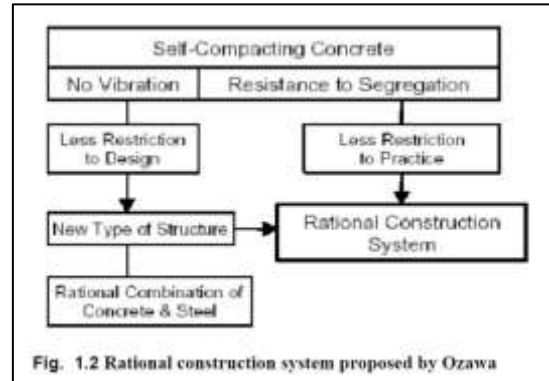 Self-Compacting Concrete
No Vibration
Resistance to Segregation
Less Restriction
to Design
Less Restriction
to Practice
New Type of Structure
Rational Construction
System
Rational Combination of
Concrete & Steel
Fig. 1.2 Rational construction system proposed by Ozawa